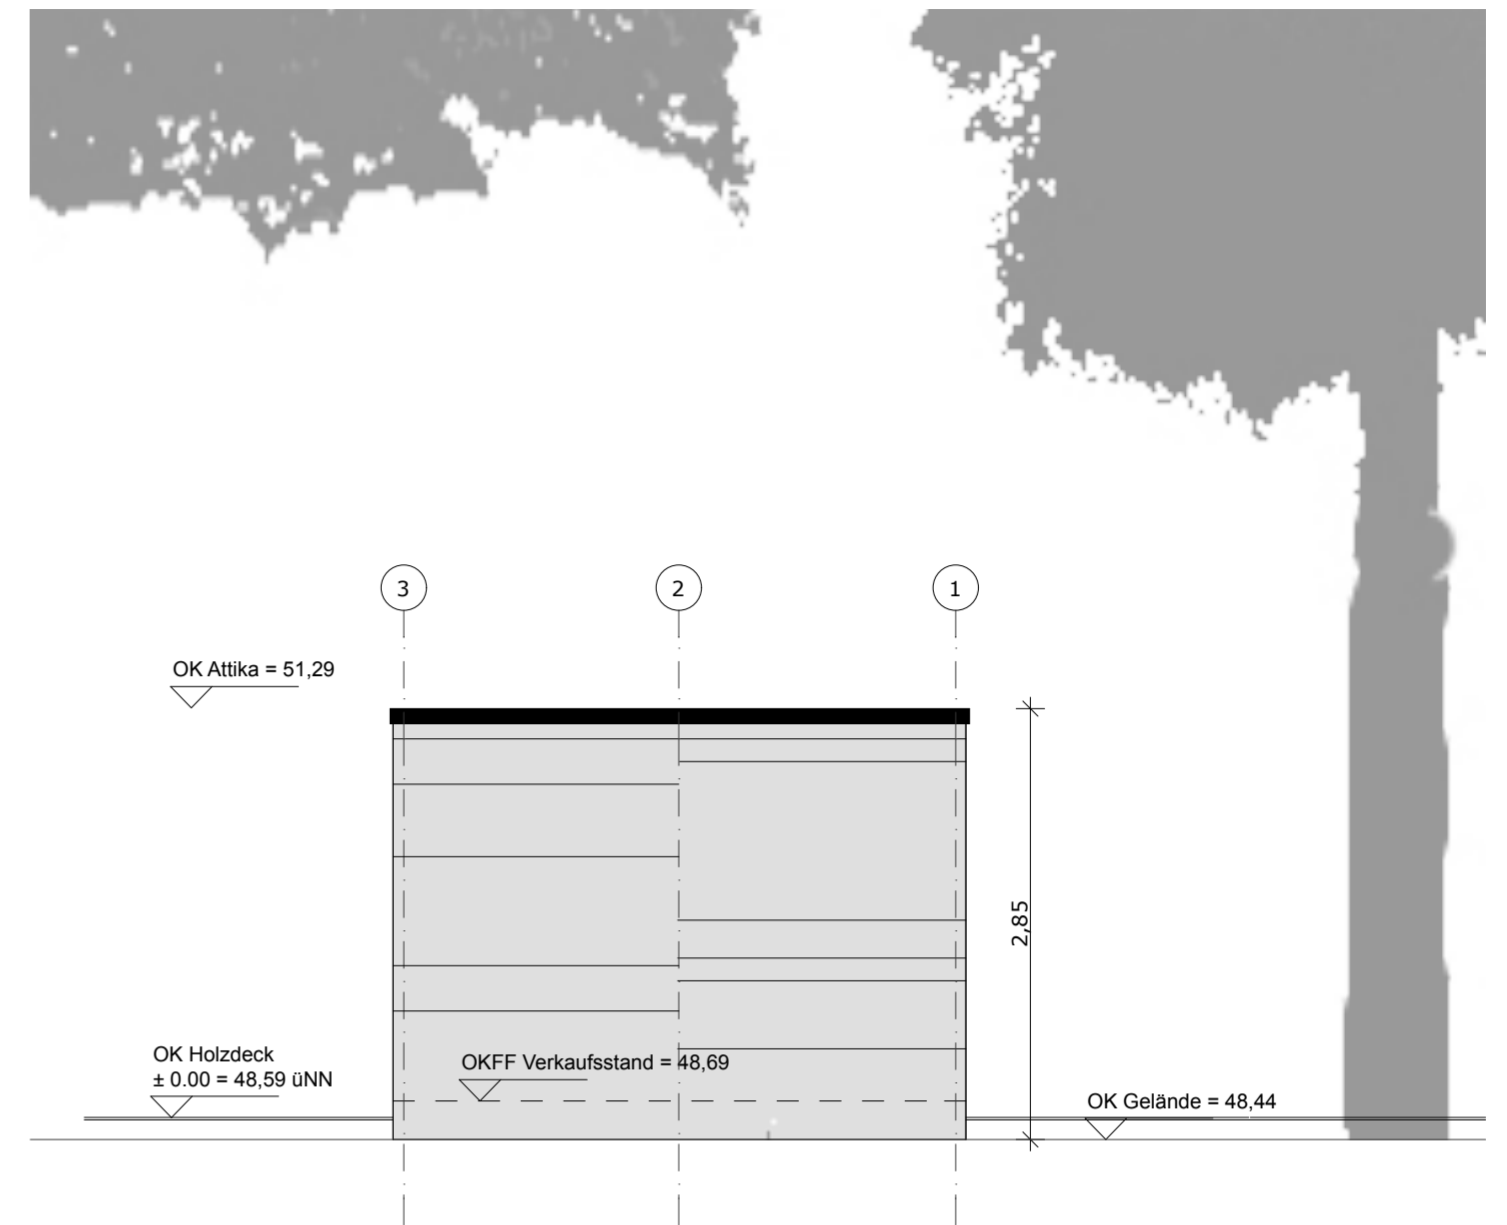 3
2
1
OK Attika = 51,29
2,85
OK Holzdeck
± 0.00 = 48,59 üNN
OKFF Verkaufsstand = 48,69
OK Gelände = 48,44